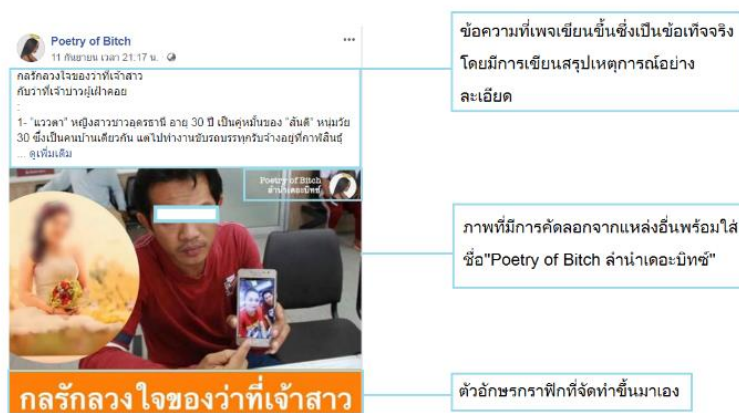 Poetry of Bitch
11 กันยายน เวลา 21:17 น.
กลรักลวงใจของว่าที่เจ้าสาว
กับว่าที่เจ้าบ่าวผู้เฝ้าคอย
:
1- "แววตา" หญิงสาวชาวอุดรธานี อายุ 30 ปี เป็นคู่หมั้นของ "สันติ" หนุ่มวัย
30 ซึ่งเป็นคนบ้านเดียวกัน แต่ไปทำงานขับรถบรรทุกรับจ้างอยู่ที่กาฬสินธุ์
... ดูเพิ่มเติม
Poetry of Bitch
ลำนำเดอะบิทช์
กลรักลวงใจของว่าที่เจ้าสาว
ข้อความที่เพจเขียนขึ้นซึ่งเป็นข้อเท็จจริง
โดยมีการเขียนสรุปเหตุการณ์อย่าง
ละเอียด
ภาพที่มีการคัดลอกจากแหล่งอื่นพร้อมใส่
ชื่อ"Poetry of Bitch ลำนำเดอะบิทซ์"
ตัวอักษรกราฟิกที่จัดทำขึ้นมาเอง